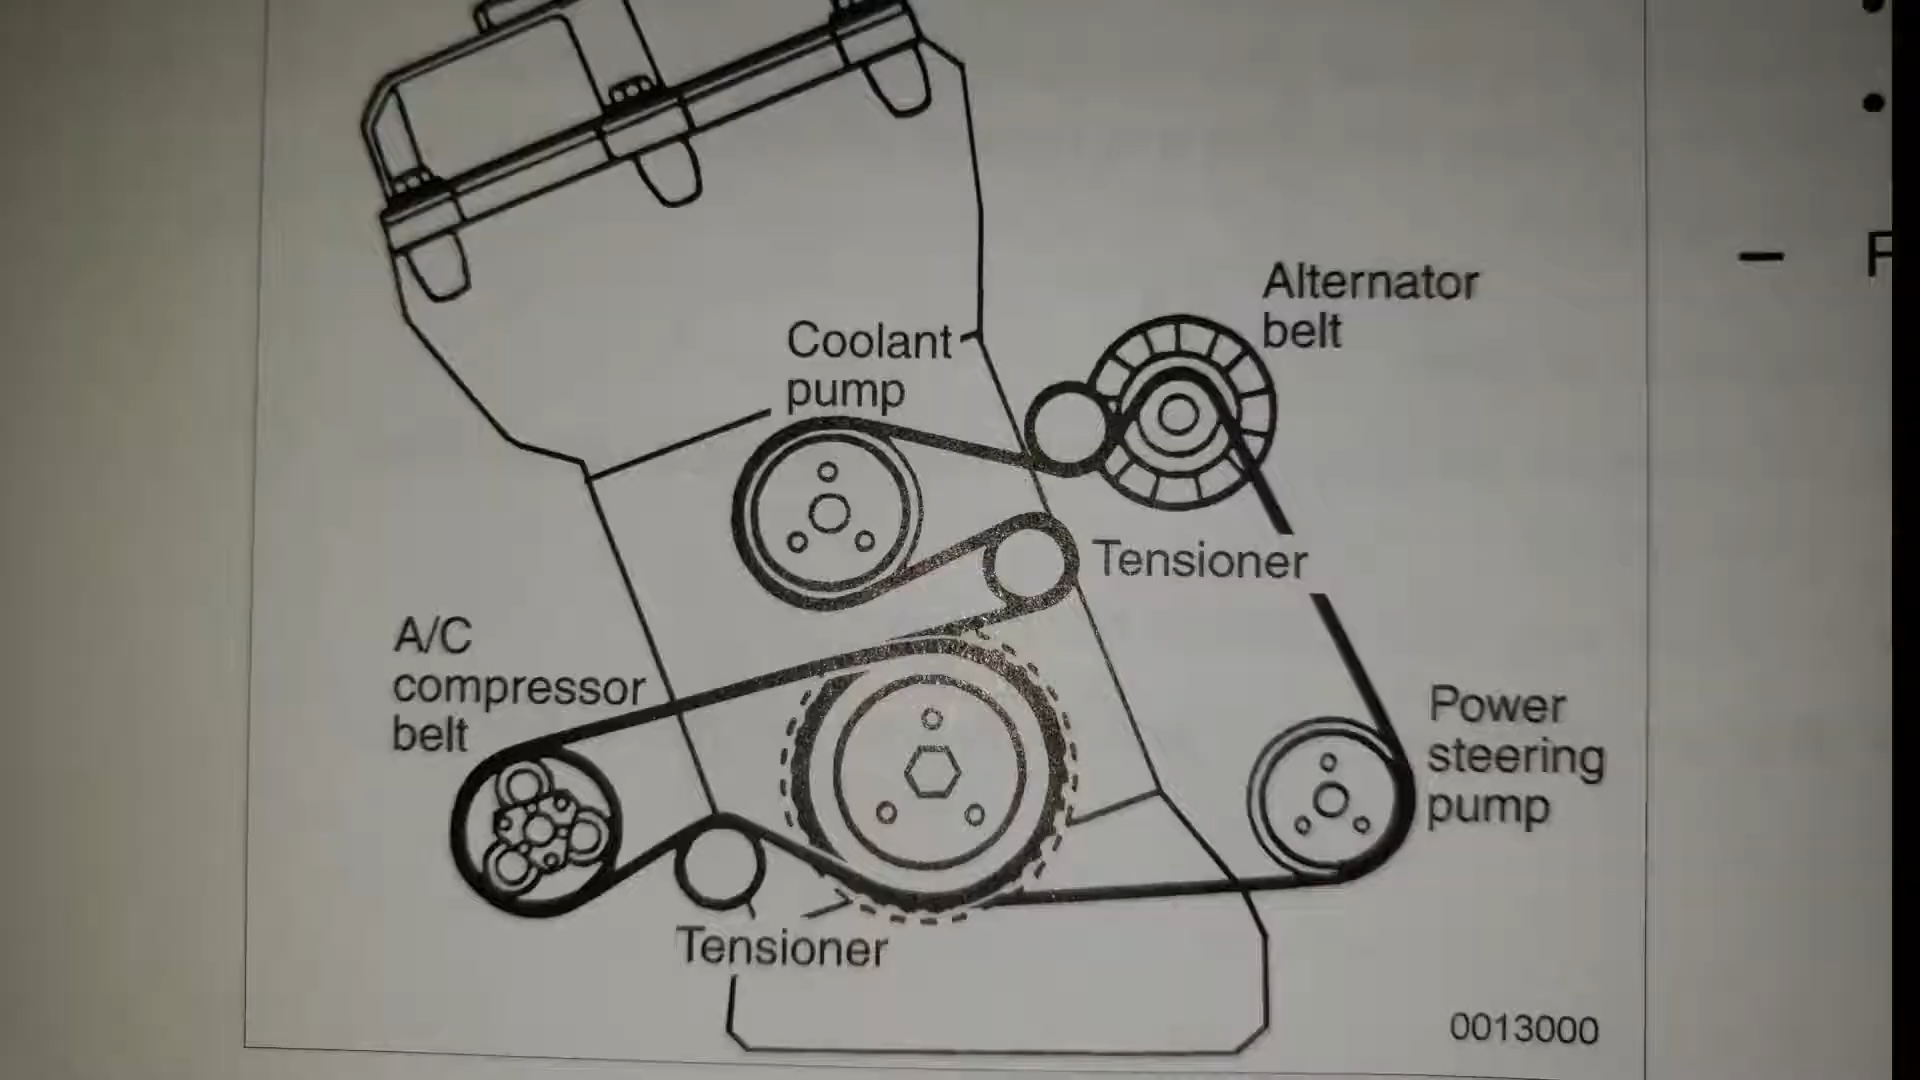 Alternator
belt
Coolant
pump
Tensioner
A/C
compressor
belt
Power
steering
pump
Tensioner
0013000
•
•
–